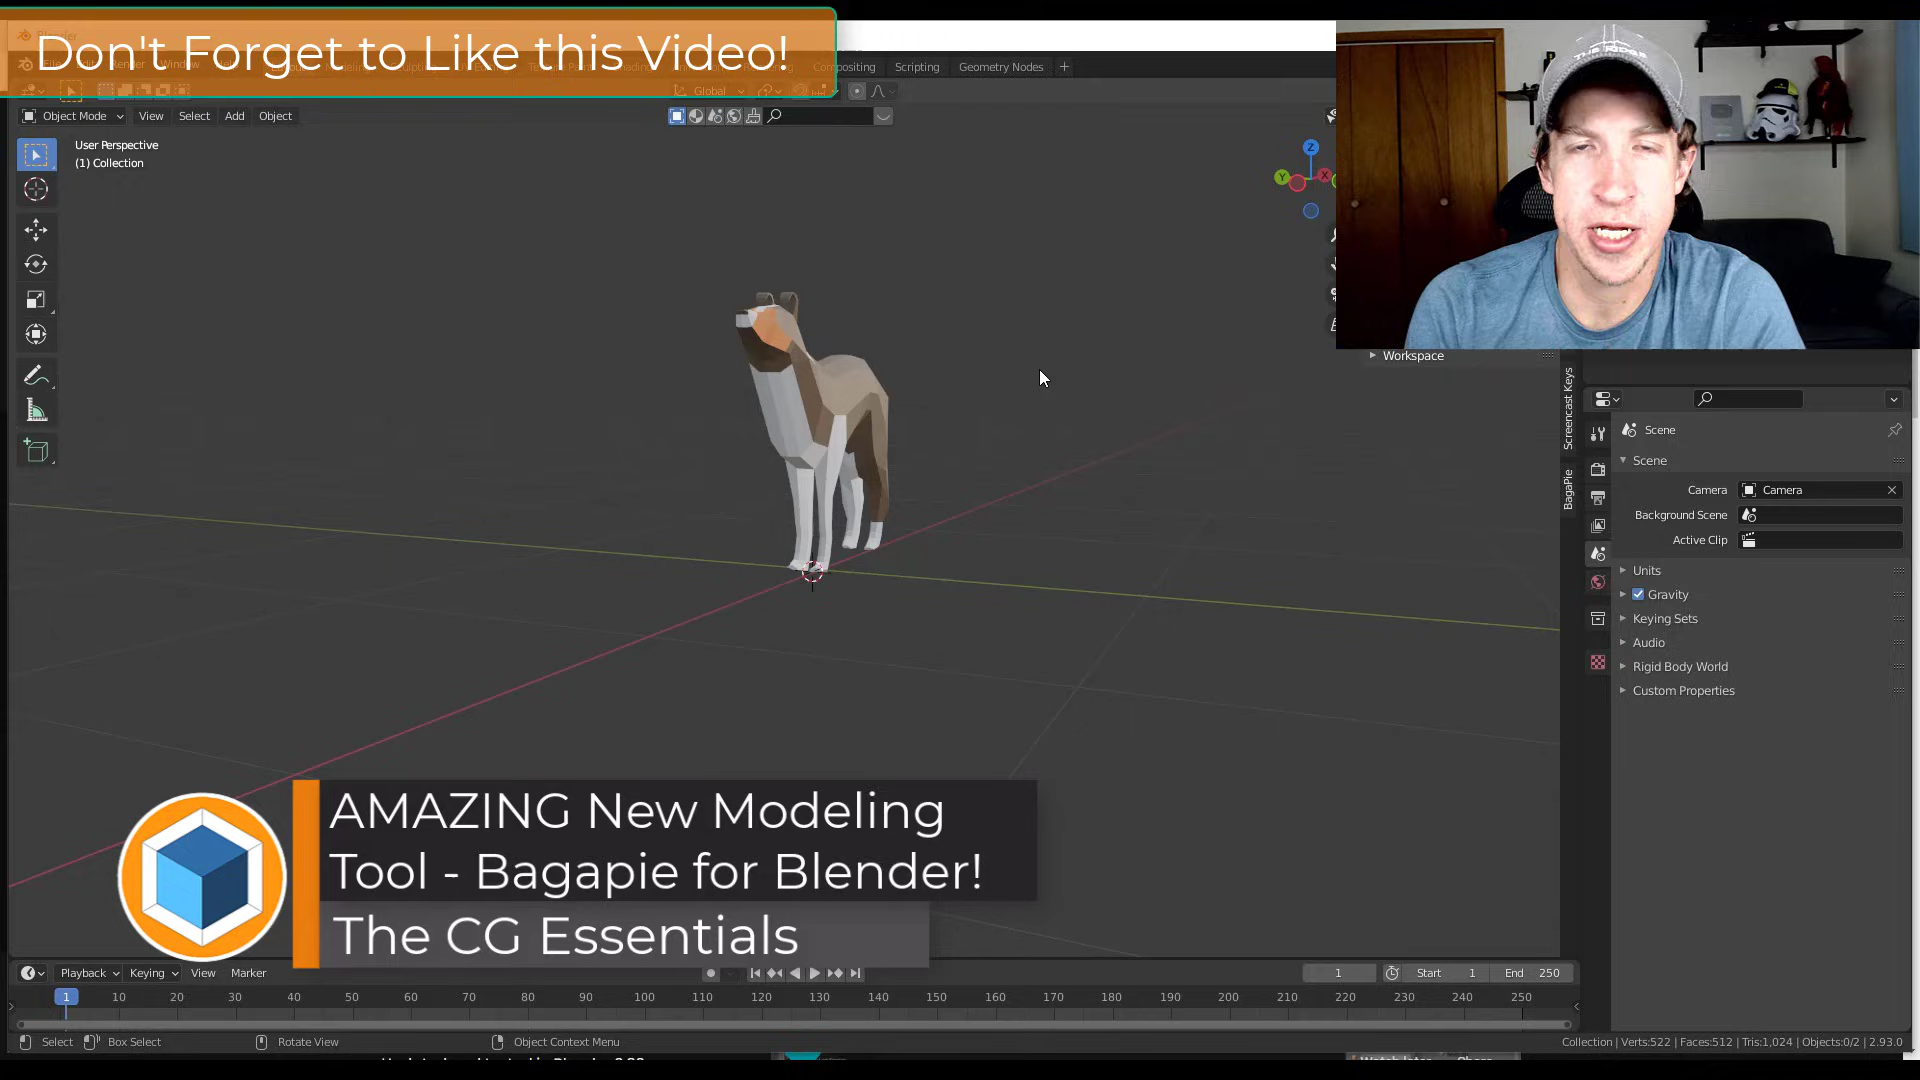 Don't Forget to Like this Video!
Compositing Scripting Geometry Nodes +
Global
Object Mode View Select Add Object
User Perspective
(1) Collection
Z
Y X
Workspace
Screencast Keys
BagaPie
Scene
Scene
Camera Camera
Background Scene
Active Clip
Units
Gravity
Keying Sets
Audio
Rigid Body World
Custom Properties
AMAZING New Modeling
Tool - Bagapie for Blender!
The CG Essentials
Playback Keying View Marker
1 Start 1 End 250
1 10 20 30 40 50 60 70 80 90 100 110 120 130 140 150 160 170 180 190 200 210 220 230 240 250
Select Box Select Rotate View Object Context Menu
Collection | Verts:522 | Faces:512 | Tris:1,024 | Objects:0/2 | 2.93.0